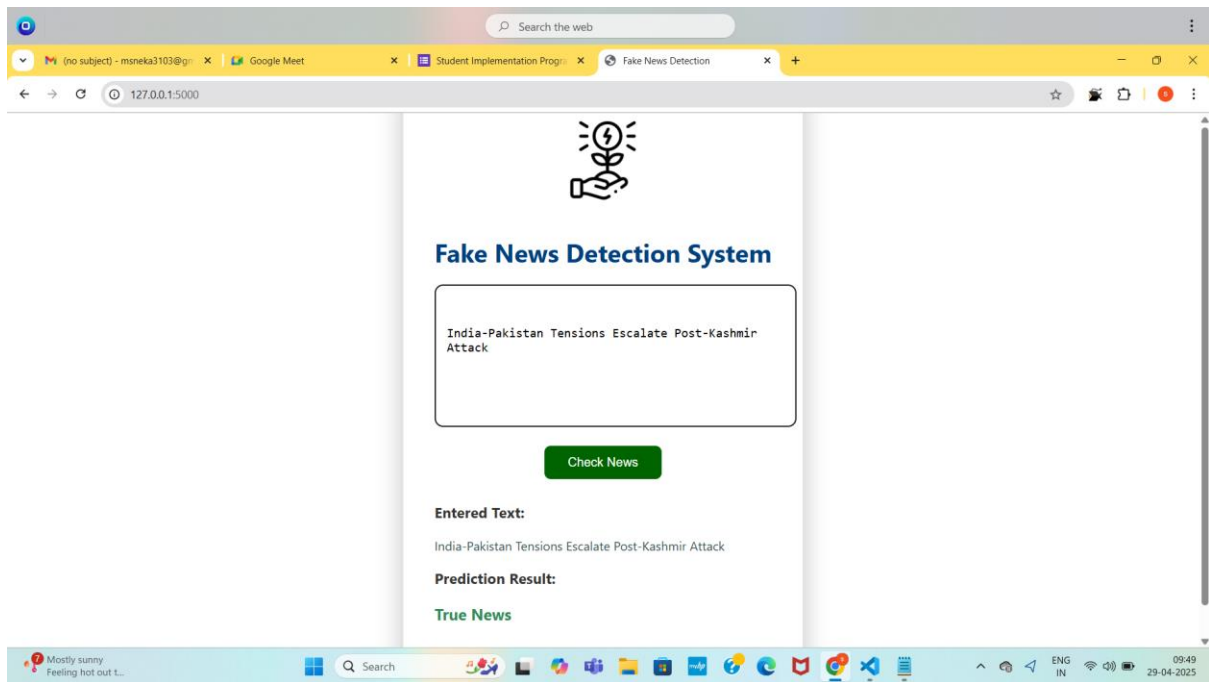 Search the web
(no subject) - msneka3103@gm
Google Meet
Student Implementation Progra
Fake News Detection
127.0.0.1:5000
Fake News Detection System
India-Pakistan Tensions Escalate Post-Kashmir
Attack
Check News
Entered Text:
India-Pakistan Tensions Escalate Post-Kashmir Attack
Prediction Result:
True News
7
Mostly sunny
Feeling hot out t...
Search
ENG
IN
09:49
29-04-2025